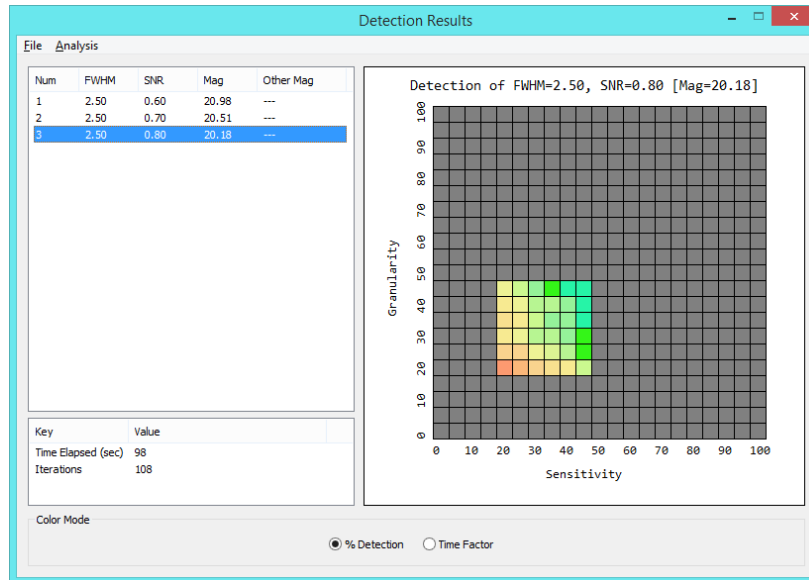 Detection Results
File Analysis
Num FWHM SNR Mag Other Mag
1 2.50 0.60 20.98 ---
2 2.50 0.70 20.51 ---
3 2.50 0.80 20.18 ---
Key Value
Time Elapsed (sec) 98
Iterations 108
Detection of FWHM=2.50, SNR=0.80 [Mag=20.18]
100
90
80
70
60
50
40
30
20
10
0
Granularity
0 10 20 30 40 50 60 70 80 90 100
Sensitivity
Color Mode
% Detection Time Factor